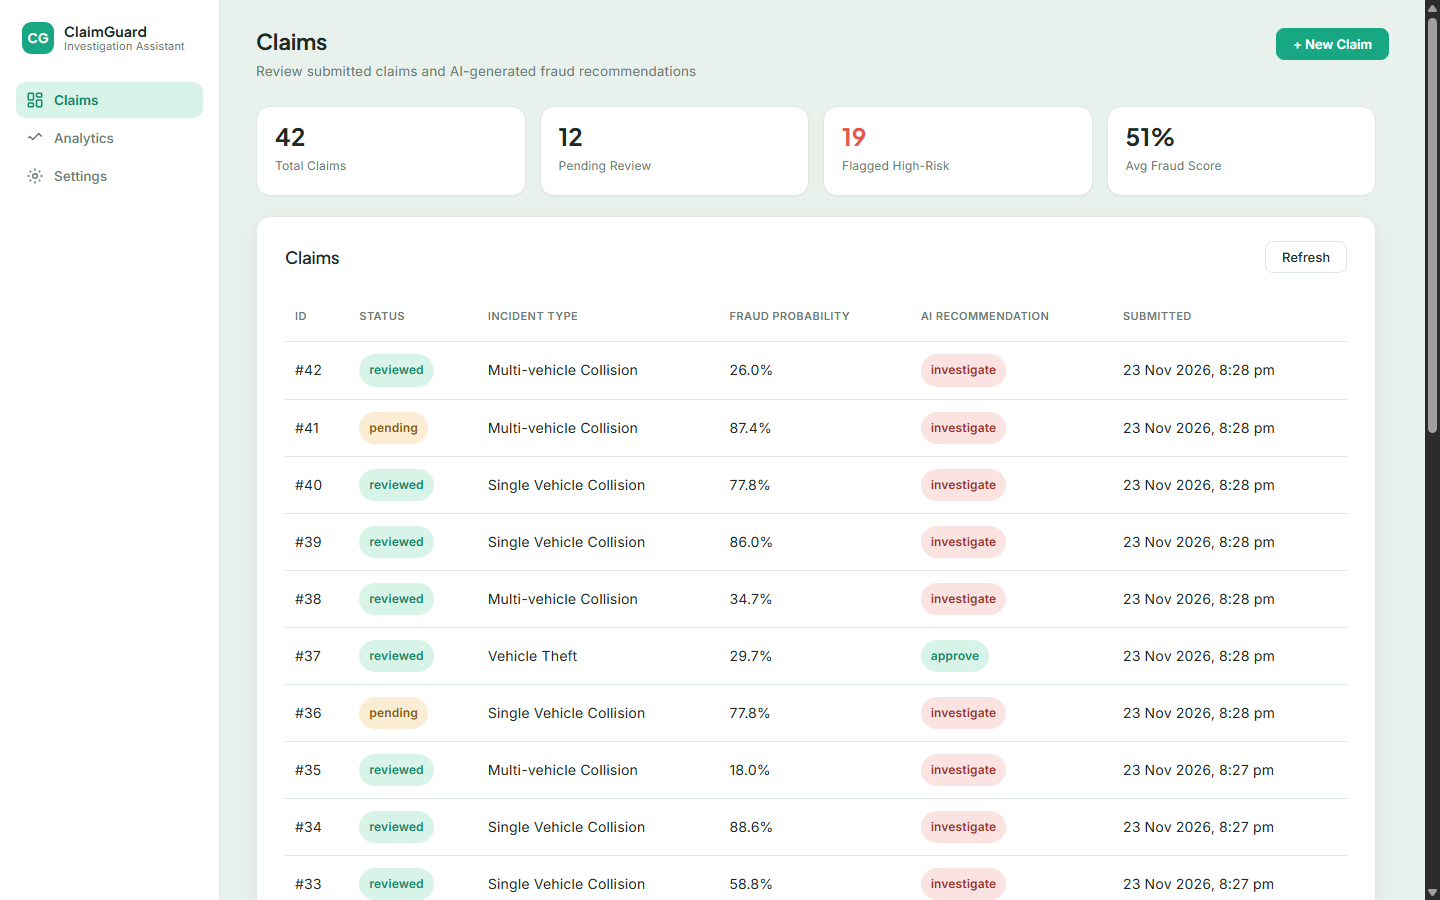 CG
ClaimGuard
Investigation Assistant
Claims
Analytics
Settings
Claims
Review submitted claims and AI-generated fraud recommendations
+ New Claim
42
Total Claims
12
Pending Review
19
Flagged High-Risk
51%
Avg Fraud Score
Claims
Refresh
ID STATUS INCIDENT TYPE FRAUD PROBABILITY AI RECOMMENDATION SUBMITTED
#42 reviewed Multi-vehicle Collision 26.0% investigate 23 Nov 2026, 8:28 pm
#41 pending Multi-vehicle Collision 87.4% investigate 23 Nov 2026, 8:28 pm
#40 reviewed Single Vehicle Collision 77.8% investigate 23 Nov 2026, 8:28 pm
#39 reviewed Single Vehicle Collision 86.0% investigate 23 Nov 2026, 8:28 pm
#38 reviewed Multi-vehicle Collision 34.7% investigate 23 Nov 2026, 8:28 pm
#37 reviewed Vehicle Theft 29.7% approve 23 Nov 2026, 8:28 pm
#36 pending Single Vehicle Collision 77.8% investigate 23 Nov 2026, 8:28 pm
#35 reviewed Multi-vehicle Collision 18.0% investigate 23 Nov 2026, 8:27 pm
#34 reviewed Single Vehicle Collision 88.6% investigate 23 Nov 2026, 8:27 pm
#33 reviewed Single Vehicle Collision 58.8% investigate 23 Nov 2026, 8:27 pm